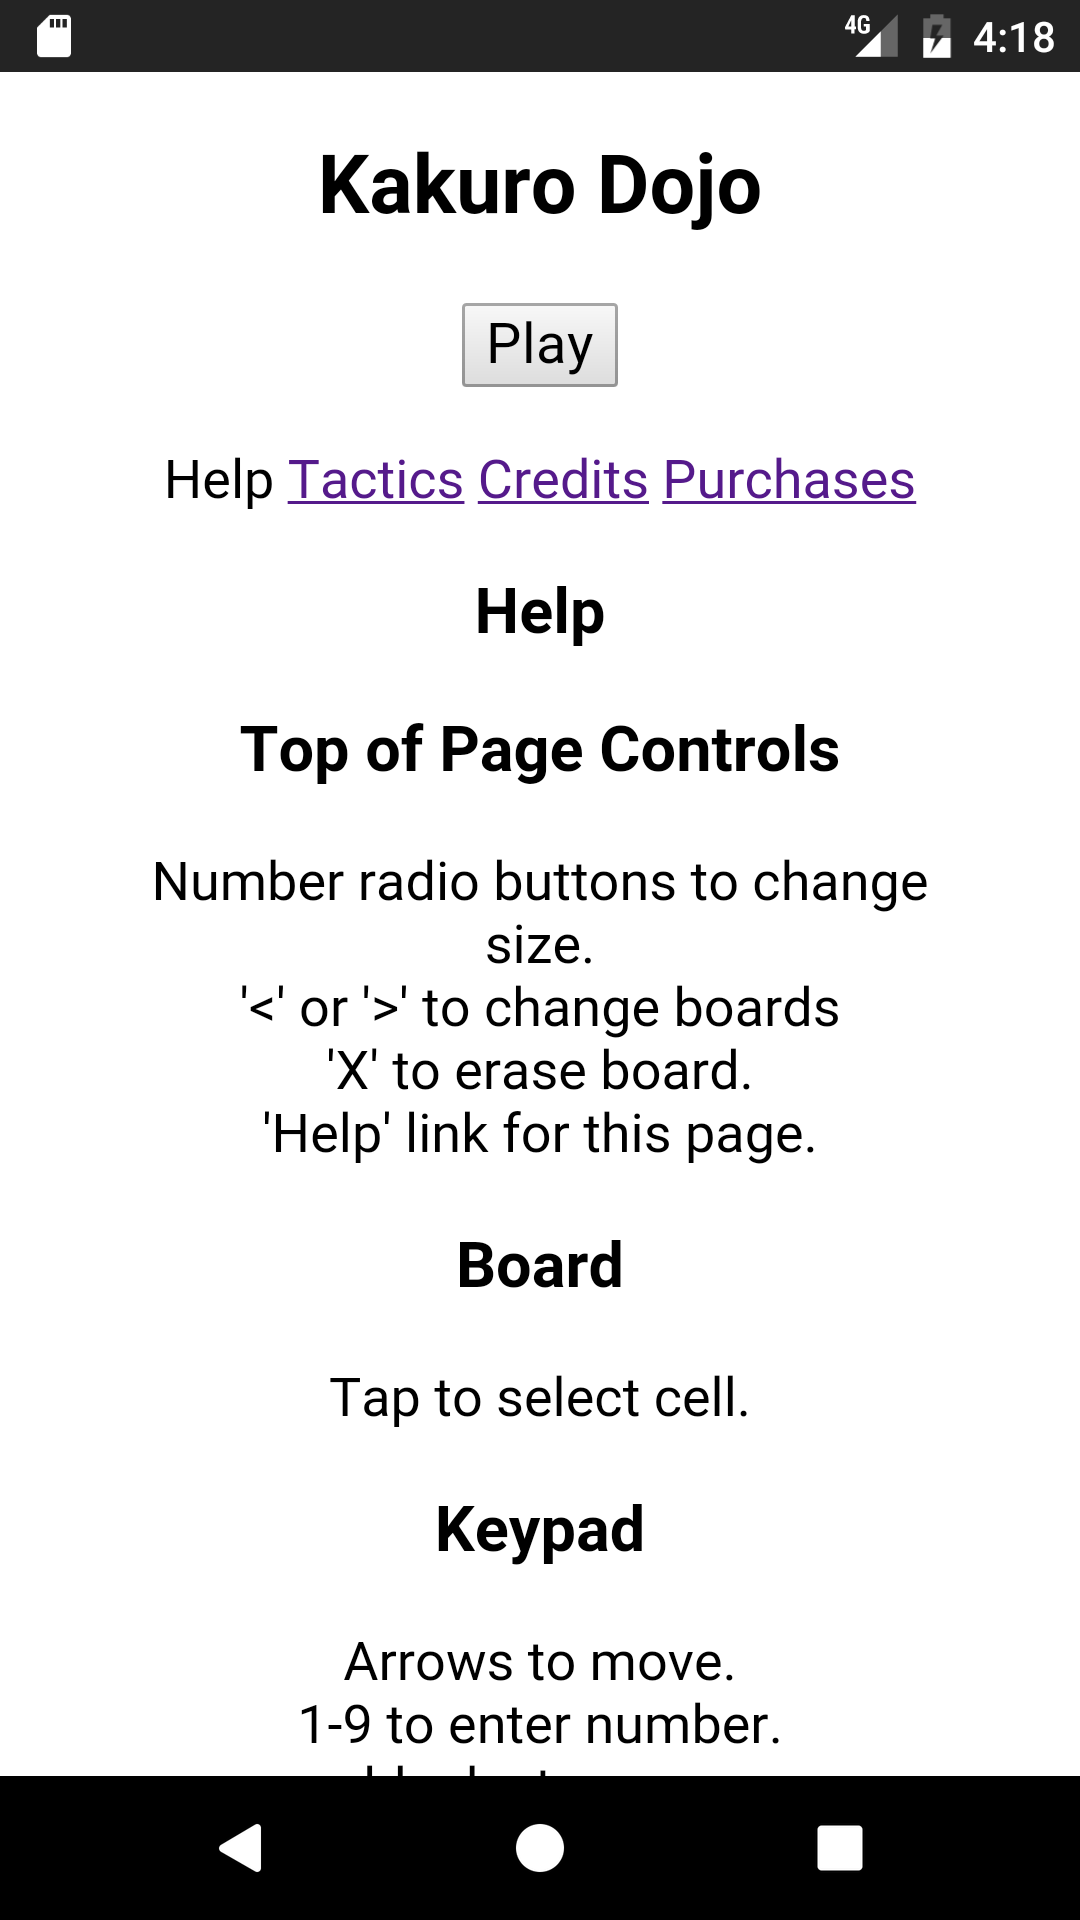 4G 4:18
Kakuro Dojo
Play
Help Tactics Credits Purchases
Help
Top of Page Controls
Number radio buttons to change
size.
'<' or '>' to change boards
'X' to erase board.
'Help' link for this page.
Board
Tap to select cell.
Keypad
Arrows to move.
1-9 to enter number.